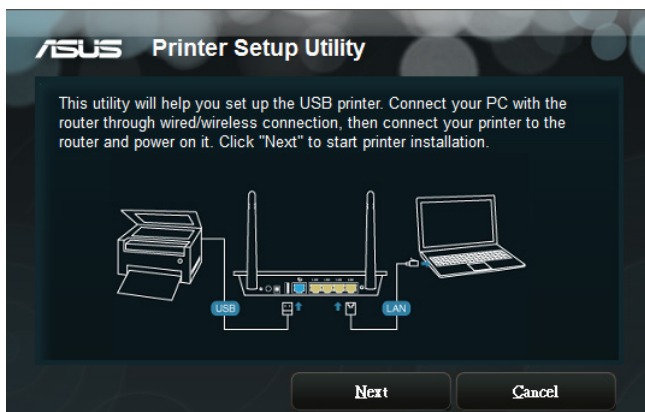 ASUS Printer Setup Utility
This utility will help you set up the USB printer. Connect your PC with the
router through wired/wireless connection, then connect your printer to the
router and power on it. Click "Next" to start printer installation.
USB
LAN
Next
Cancel